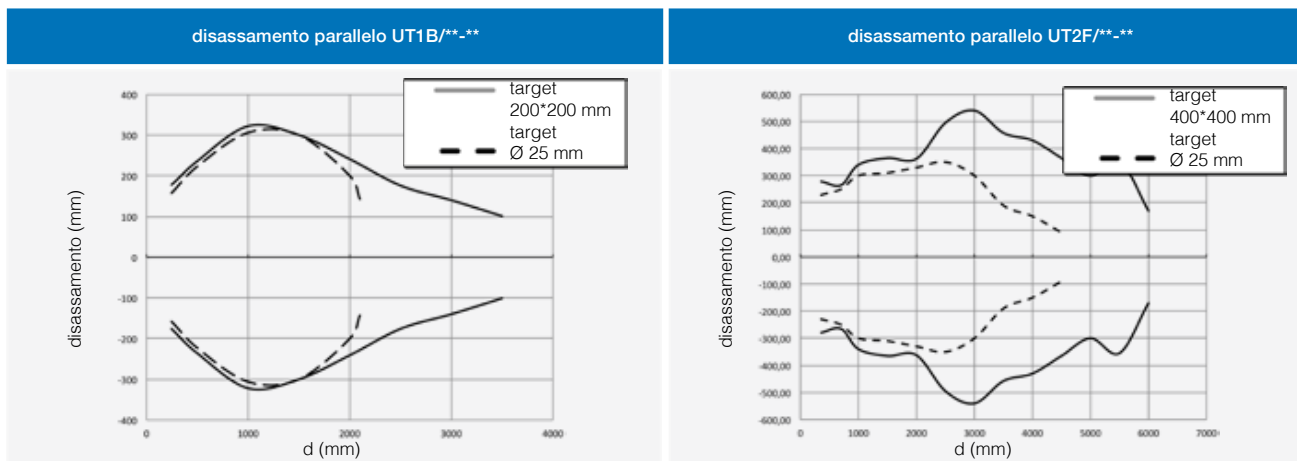 disassamento parallelo UT1B/**-**
target
200*200 mm
target
Ø 25 mm
disassamento (mm)
400
300
200
100
0
-100
-200
-300
-400
0
1000
2000
3000
4000
d (mm)
disassamento parallelo UT2F/**-**
target
400*400 mm
target
Ø 25 mm
disassamento (mm)
600,00
500,00
400,00
300,00
200,00
100,00
0,00
-100,00
-200,00
-300,00
-400,00
-500,00
-600,00
0
1000
2000
3000
4000
5000
6000
7000
d (mm)